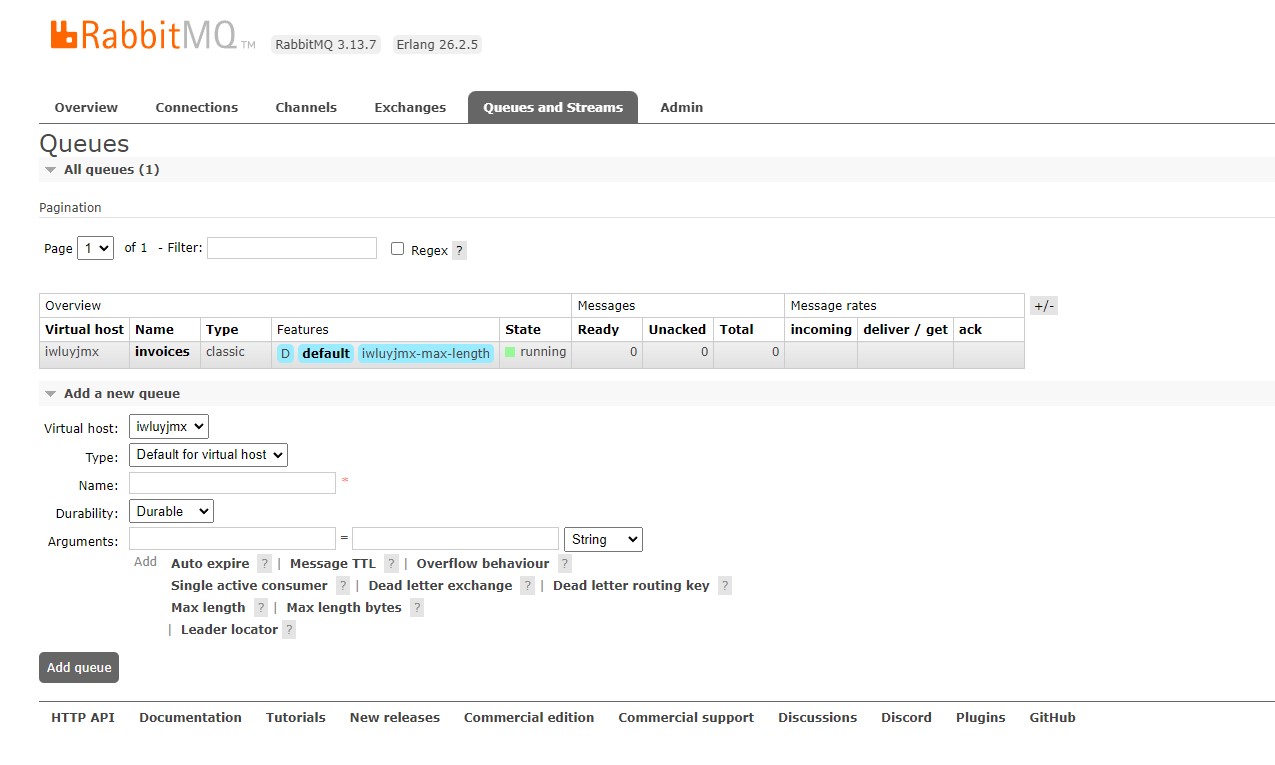 RabbitMQ TM RabbitMQ 3.13.7 Erlang 26.2.5
Overview Connections Channels Exchanges Queues and Streams Admin
Queues
All queues (1)
Pagination
Page 1 of 1 - Filter: Regex ?
Overview Messages Message rates +/-
Virtual host Name Type Features State Ready Unacked Total incoming deliver / get ack
iwluyjmx invoices classic D default iwluyjmx-max-length running 0 0 0
Add a new queue
Virtual host: iwluyjmx
Type: Default for virtual host
Name: *
Durability: Durable
Arguments: = String
Add Auto expire ? | Message TTL ? | Overflow behaviour ?
Single active consumer ? | Dead letter exchange ? | Dead letter routing key ?
Max length ? | Max length bytes ?
| Leader locator ?
Add queue
HTTP API Documentation Tutorials New releases Commercial edition Commercial support Discussions Discord Plugins GitHub